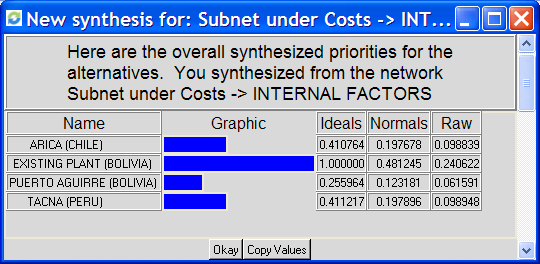 New synthesis for: Subnet under Costs -> INT...
Here are the overall synthesized priorities for the
alternatives. You synthesized from the network
Subnet under Costs -> INTERNAL FACTORS
Name Graphic Ideals Normals Raw
ARICA (CHILE) 0.410764 0.197678 0.098839
EXISTING PLANT (BOLIVIA) 1.000000 0.481245 0.240622
PUERTO AGUIRRE (BOLIVIA) 0.255964 0.123181 0.061591
TACNA (PERU) 0.411217 0.197896 0.098948
Okay Copy Values